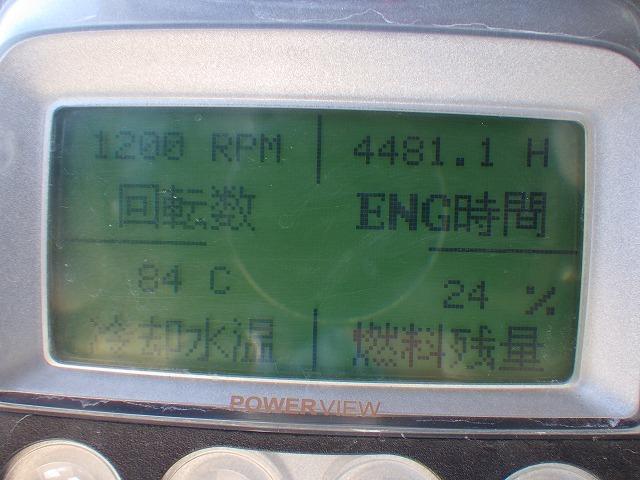 1200 RPM
回転数
4481.1 H
ENG時間
84 C
冷却水温
24 %
燃料残量
POWERVIEW